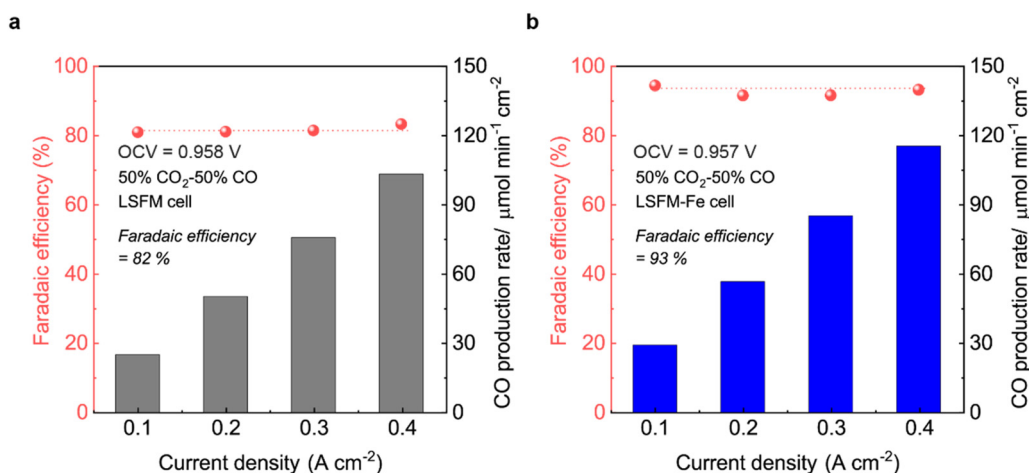 a
100
80
60
40
20
0
Faradaic efficiency (%)
OCV = 0.958 V
50% CO₂-50% CO
LSFM cell
Faradaic efficiency
= 82 %
150
120
90
60
30
0
CO production rate/ μmol min⁻¹ cm⁻²
0.1 0.2 0.3 0.4
Current density (A cm⁻²)
b
100
80
60
40
20
0
Faradaic efficiency (%)
OCV = 0.957 V
50% CO₂-50% CO
LSFM-Fe cell
Faradaic efficiency
= 93 %
150
120
90
60
30
0
CO production rate/ μmol min⁻¹ cm⁻²
0.1 0.2 0.3 0.4
Current density (A cm⁻²)